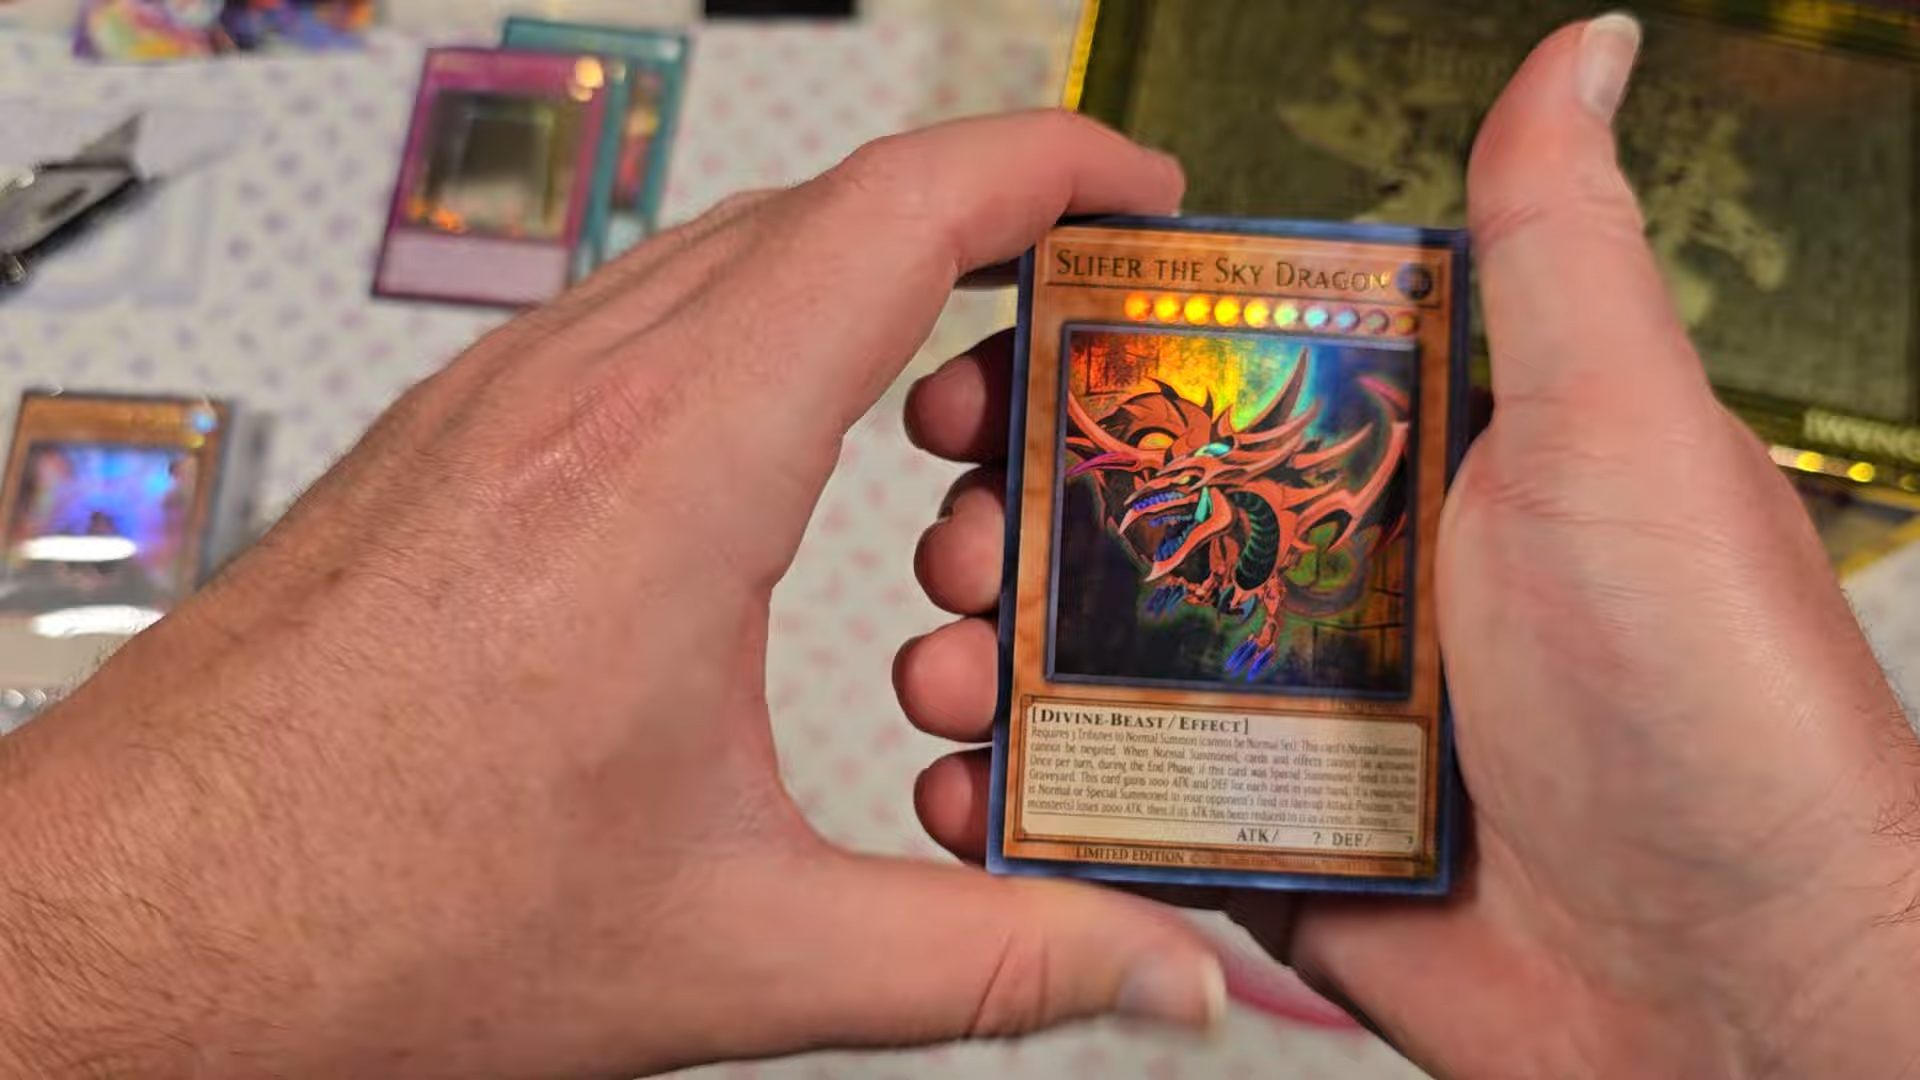 SLIFER THE SKY DRAGON
[DIVINE-BEAST/EFFECT]
Requires 3 Tributes to Normal Summon (cannot be Normal Set). This card's Normal Summon
cannot be negated. When Normal Summoned, cards and effects cannot be activated.
Once per turn, during the End Phase, if this card was Special Summoned: Send it to the
Graveyard. This card gains 1000 ATK and DEF for each card in your hand. If a monster(s)
is Normal or Special Summoned to your opponent's field in face-up Attack Position: That
monster(s) loses 2000 ATK, then if its ATK has been reduced to 0 as a result, destroy it.
ATK/ ? DEF/ ?
LIMITED EDITION
KONAMI